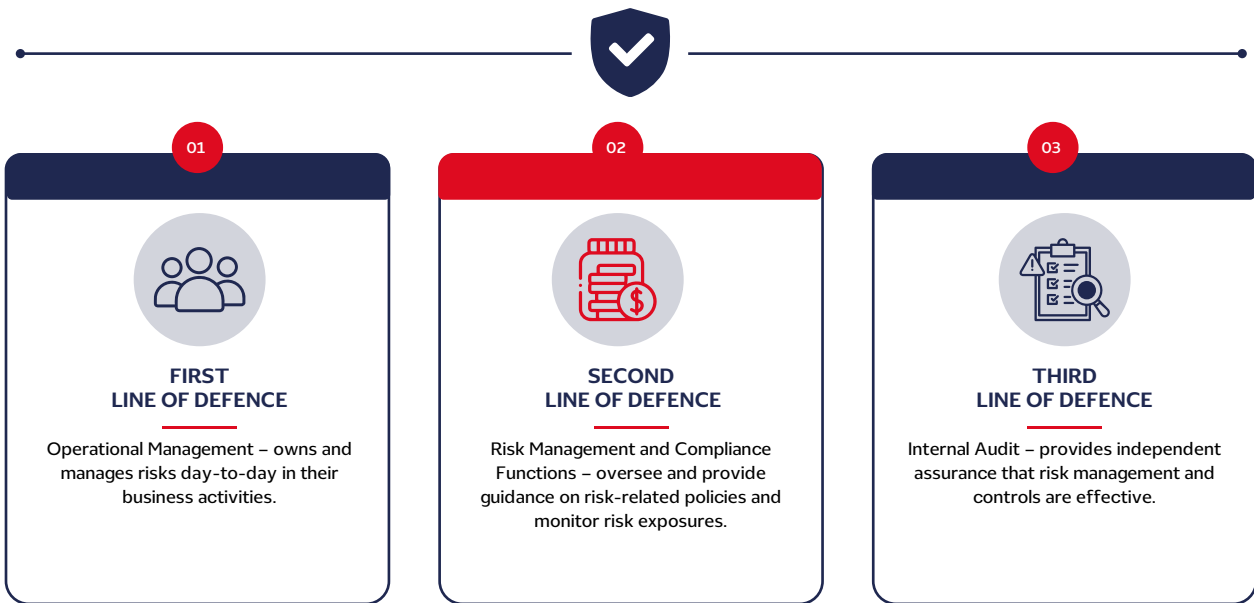 01
FIRST
LINE OF DEFENCE
Operational Management – owns and
manages risks day-to-day in their
business activities.
02
SECOND
LINE OF DEFENCE
Risk Management and Compliance
Functions – oversee and provide
guidance on risk-related policies and
monitor risk exposures.
03
THIRD
LINE OF DEFENCE
Internal Audit – provides independent
assurance that risk management and
controls are effective.